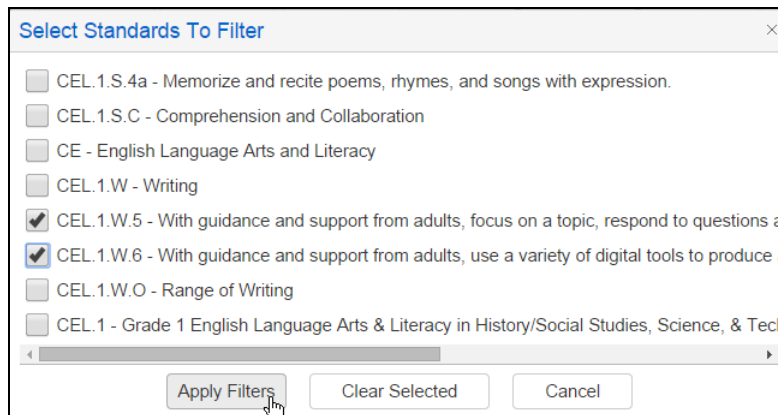 Select Standards To Filter
CEL.1.S.4a - Memorize and recite poems, rhymes, and songs with expression.
CEL.1.S.C - Comprehension and Collaboration
CE - English Language Arts and Literacy
CEL.1.W - Writing
CEL.1.W.5 - With guidance and support from adults, focus on a topic, respond to questions
CEL.1.W.6 - With guidance and support from adults, use a variety of digital tools to produce
CEL.1.W.O - Range of Writing
CEL.1 - Grade 1 English Language Arts & Literacy in History/Social Studies, Science, &
Apply Filters Clear Selected Cancel